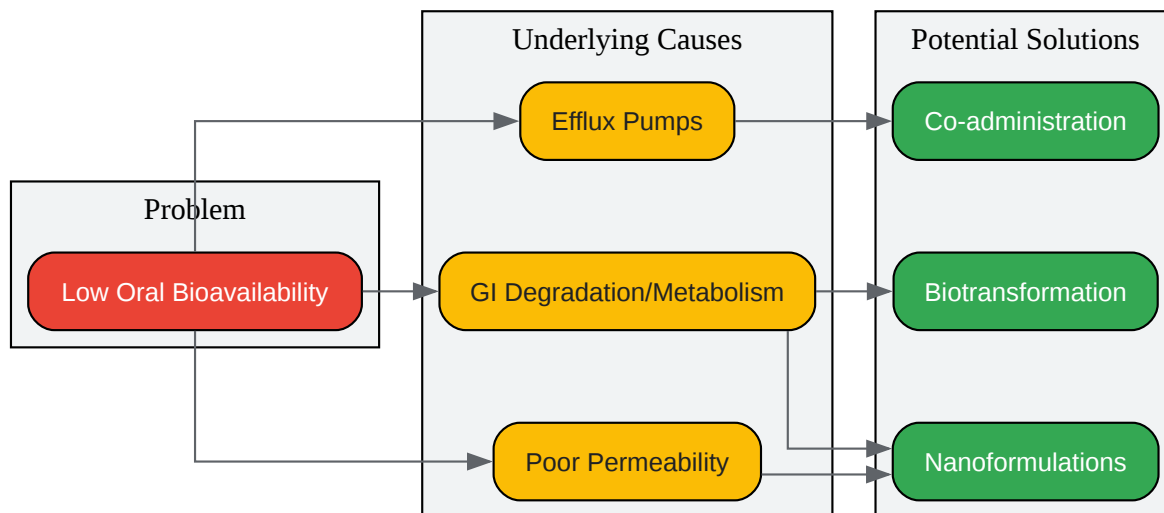 Problem
Low Oral Bioavailability
Underlying Causes
Efflux Pumps
GI Degradation/Metabolism
Poor Permeability
Potential Solutions
Co-administration
Biotransformation
Nanoformulations